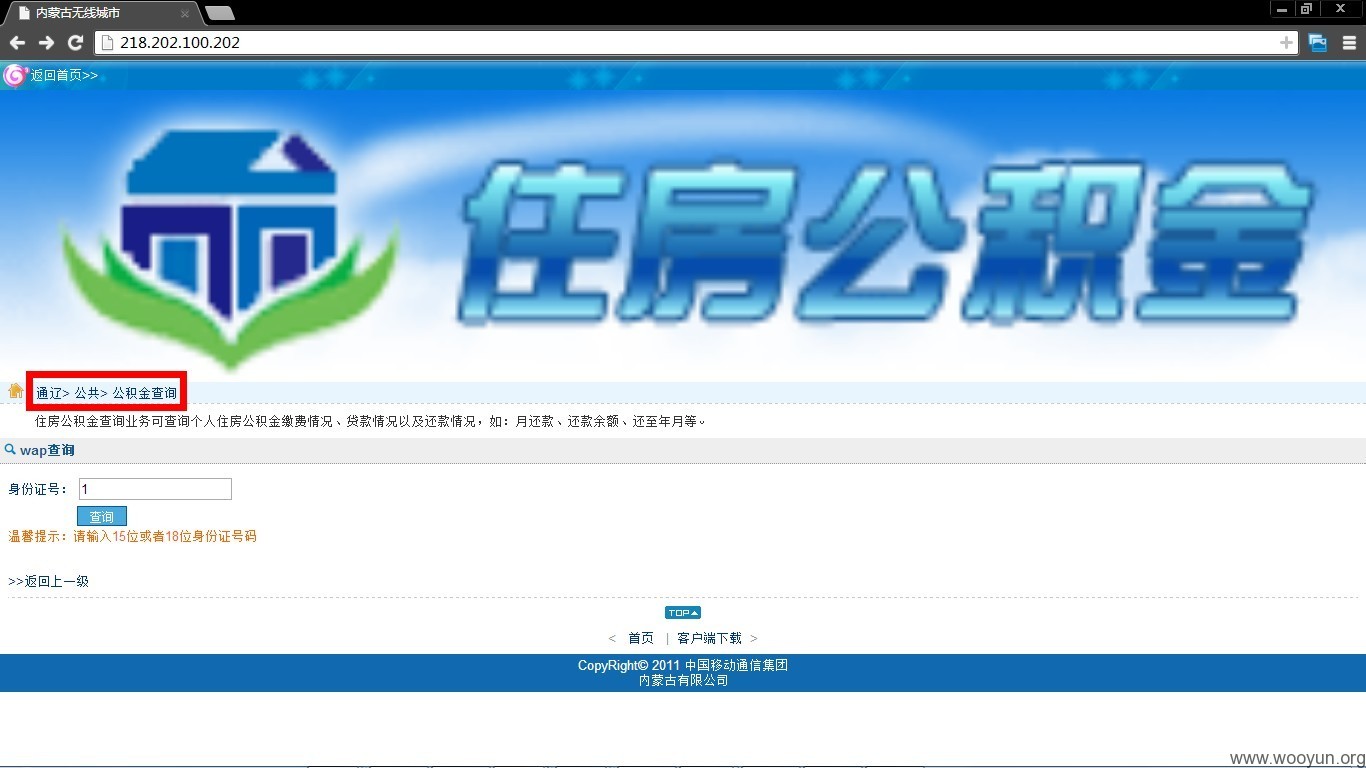 内蒙古无线城市
218.202.100.202
返回首页>>
住房公积金
通辽> 公共> 公积金查询
住房公积金查询业务可查询个人住房公积金缴费情况、贷款情况以及还款情况，如：月还款、还款余额、还至年月等。
wap查询
身份证号： 1
查询
温馨提示：请输入15位或者18位身份证号码
>>返回上一级
TOP
< 首页 | 客户端下载 >
CopyRight© 2011 中国移动通信集团
内蒙古有限公司
www.wooyun.org